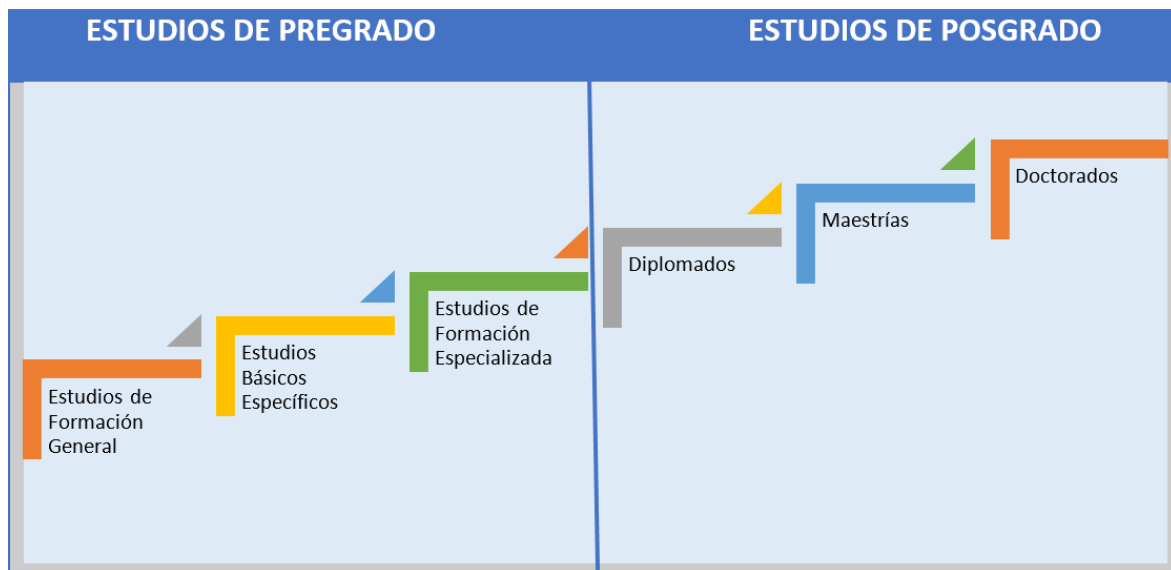 ESTUDIOS DE PREGRADO
ESTUDIOS DE POSGRADO
Estudios de
Formación
General
Estudios
Básicos
Específicos
Estudios de
Formación
Especializada
Diplomados
Maestrías
Doctorados